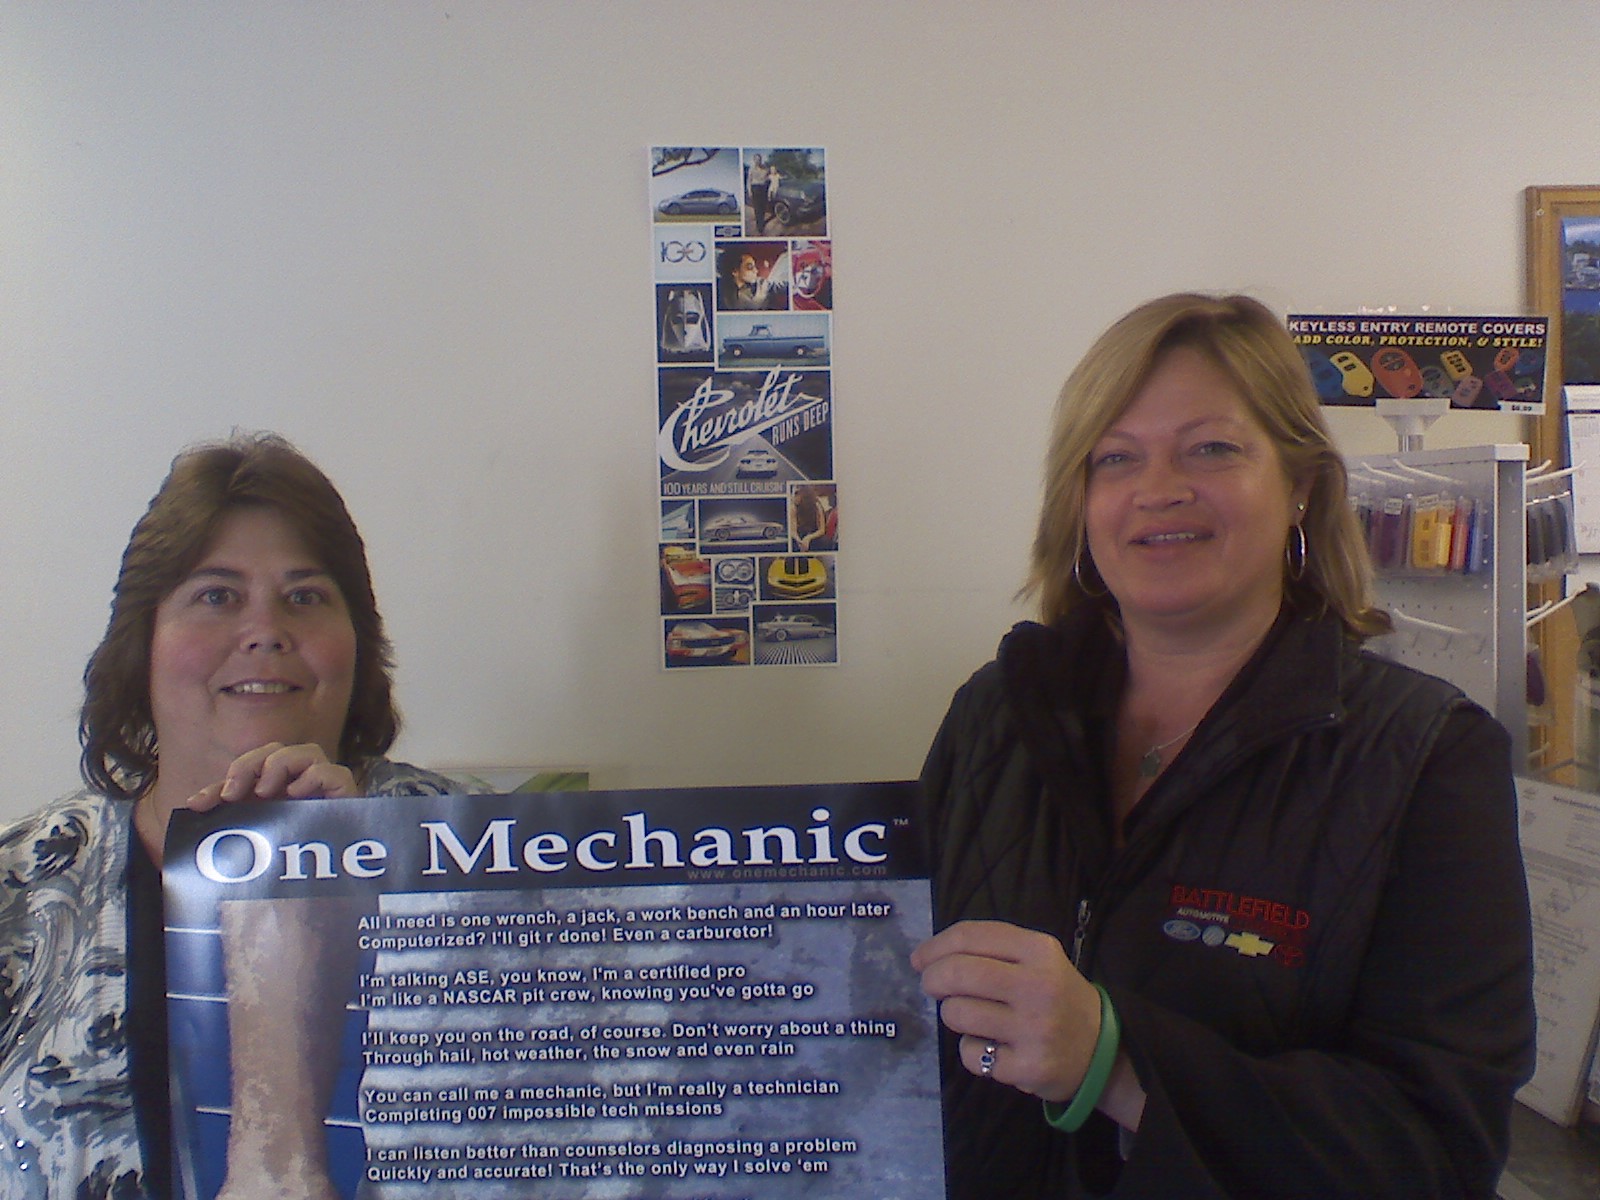 100
Chevrolet
RUNS DEEP
100 YEARS AND STILL CRUISIN'
KEYLESS ENTRY REMOTE COVERS
ADD COLOR, PROTECTION, & STYLE!
$6.99
BATTLEFIELD
AUTOMOTIVE
Ford
One Mechanic™
www.onemechanic.com
All I need is one wrench, a jack, a work bench and an hour later
Computerized? I'll git r done! Even a carburetor!
I'm talking ASE, you know, I'm a certified pro
I'm like a NASCAR pit crew, knowing you've gotta go
I'll keep you on the road, of course. Don't worry about a thing
Through hail, hot weather, the snow and even rain
You can call me a mechanic, but I'm really a technician
Completing 007 impossible tech missions
I can listen better than counselors diagnosing a problem
Quickly and accurate! That's the only way I solve 'em